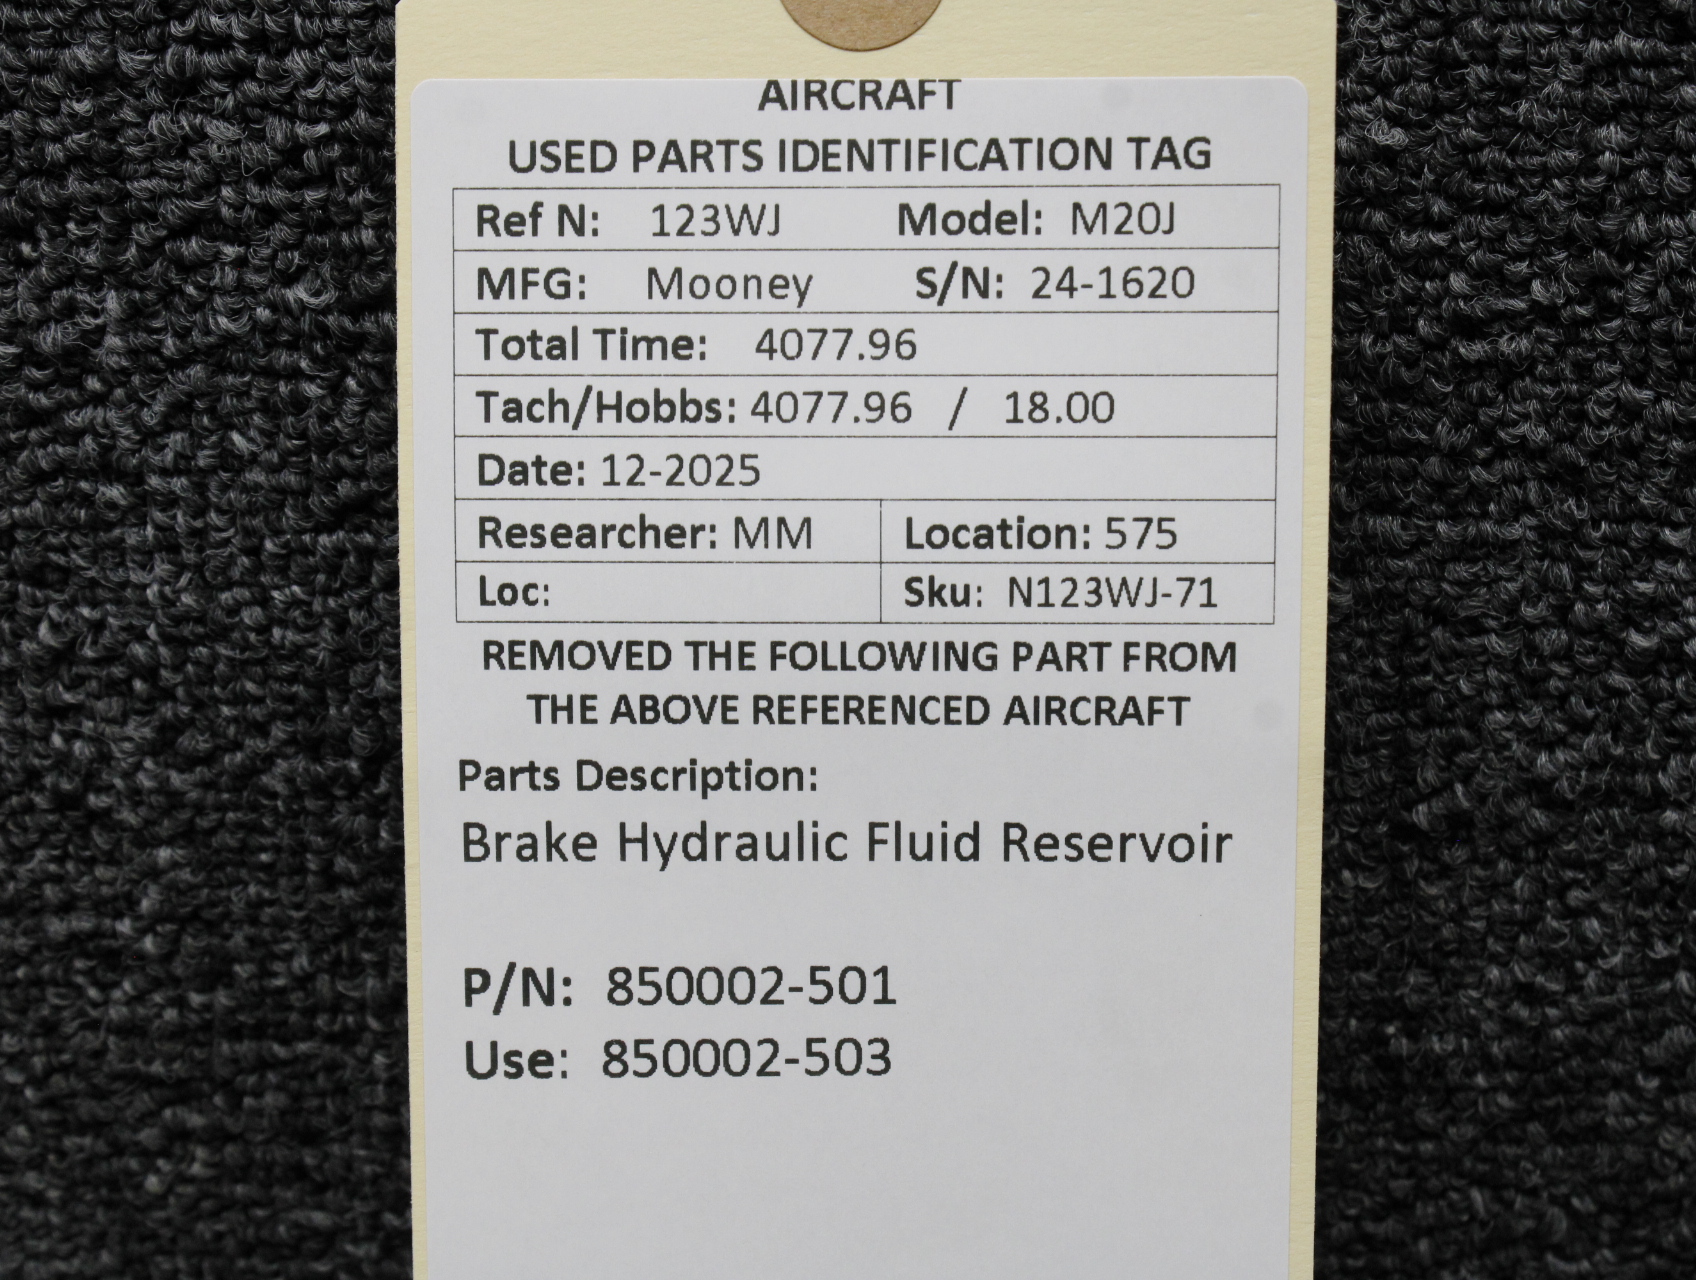 AIRCRAFT
USED PARTS IDENTIFICATION TAG
Ref N: 123WJ Model: M20J
MFG: Mooney S/N: 24-1620
Total Time: 4077.96
Tach/Hobbs: 4077.96 / 18.00
Date: 12-2025
Researcher: MM Location: 575
Loc: Sku: N123WJ-71
REMOVED THE FOLLOWING PART FROM
THE ABOVE REFERENCED AIRCRAFT
Parts Description:
Brake Hydraulic Fluid Reservoir
P/N: 850002-501
Use: 850002-503